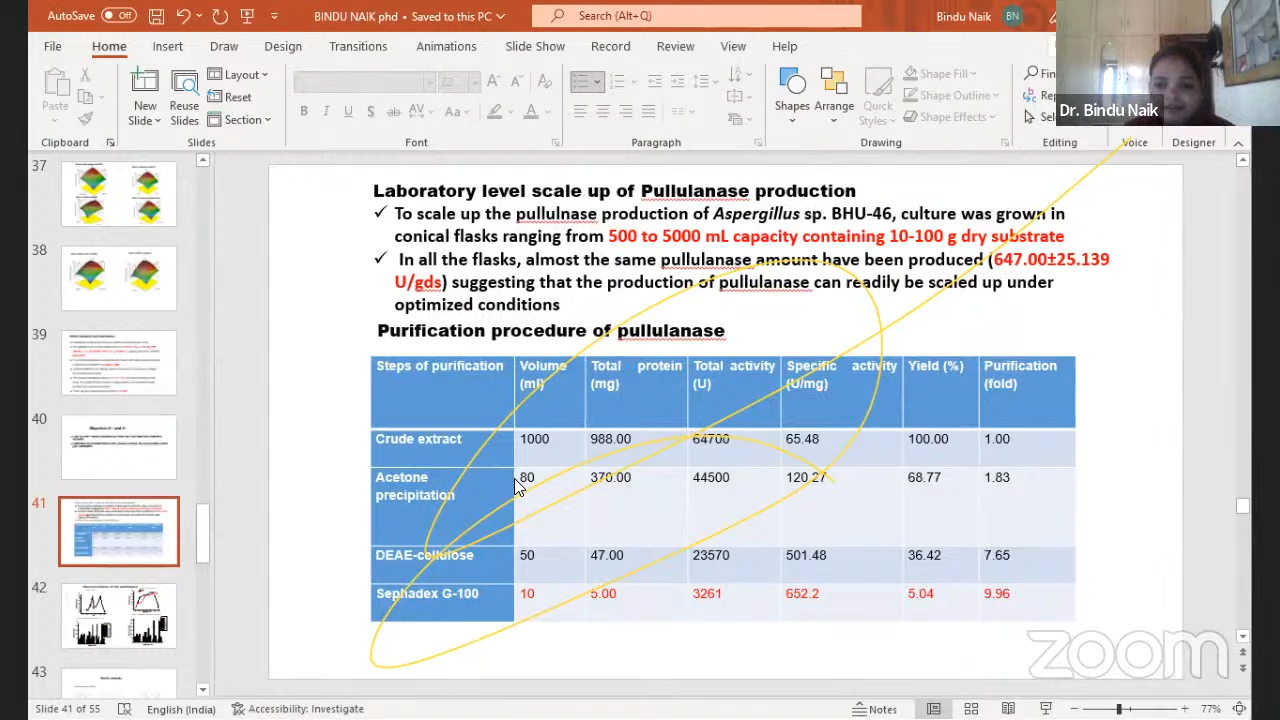 AutoSave Off BINDU NAIK phd - Saved to this PC Search (Alt+Q) Bindu Naik BN
File Home Insert Draw Design Transitions Animations Slide Show Record Review View Help
Paste New Slide Reuse Slides Layout Reset Section 22 Shapes Arrange Quick Styles Shape Fill Shape Outline Shape Effects
Dr. Bindu Naik
Clipboard Slides Font Paragraph Drawing Editing Voice Designer
37
38
39
40
41
42
43
Laboratory level scale up of Pullulanase production
✓ To scale up the pullulnase production of Aspergillus sp. BHU-46, culture was grown in
conical flasks ranging from 500 to 5000 mL capacity containing 10-100 g dry substrate
✓ In all the flasks, almost the same pullulanase amount have been produced (647.00±25.139
U/gds) suggesting that the production of pullulanase can readily be scaled up under
optimized conditions
Purification procedure of pullulanase
Steps of purification Volume (ml) Total protein (mg) Total activity (U) Specific activity (U/mg) Yield (%) Purification (fold)
Crude extract 1000 988.00 64700 65.48 100.00 1.00
Acetone precipitation 80 370.00 44500 120.27 68.77 1.83
DEAE-cellulose 50 47.00 23570 501.48 36.42 7.65
Sephadex G-100 10 5.00 3261 652.2 5.04 9.96
zoom
Slide 41 of 55 English (India) Accessibility: Investigate Notes 77%